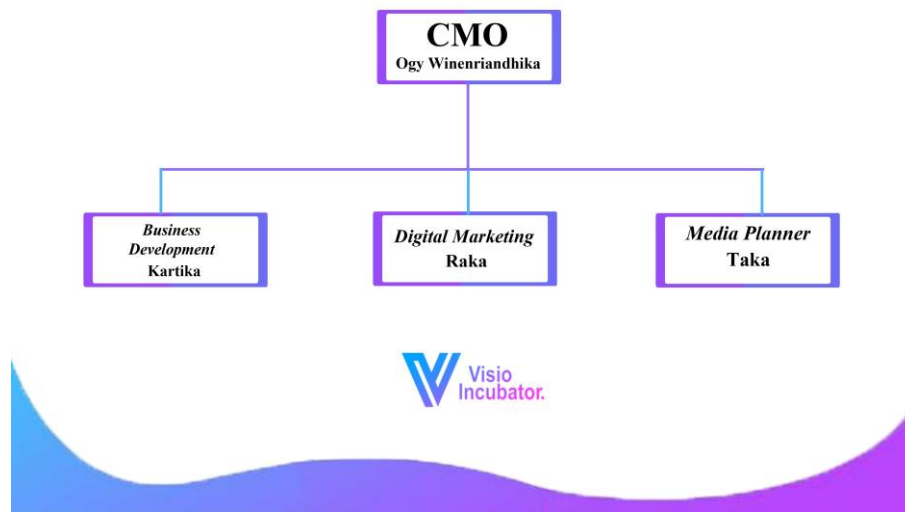 CMO
Ogy Winenriandhika
Business
Development
Kartika
Digital Marketing
Raka
Media Planner
Taka
Visio
Incubator.